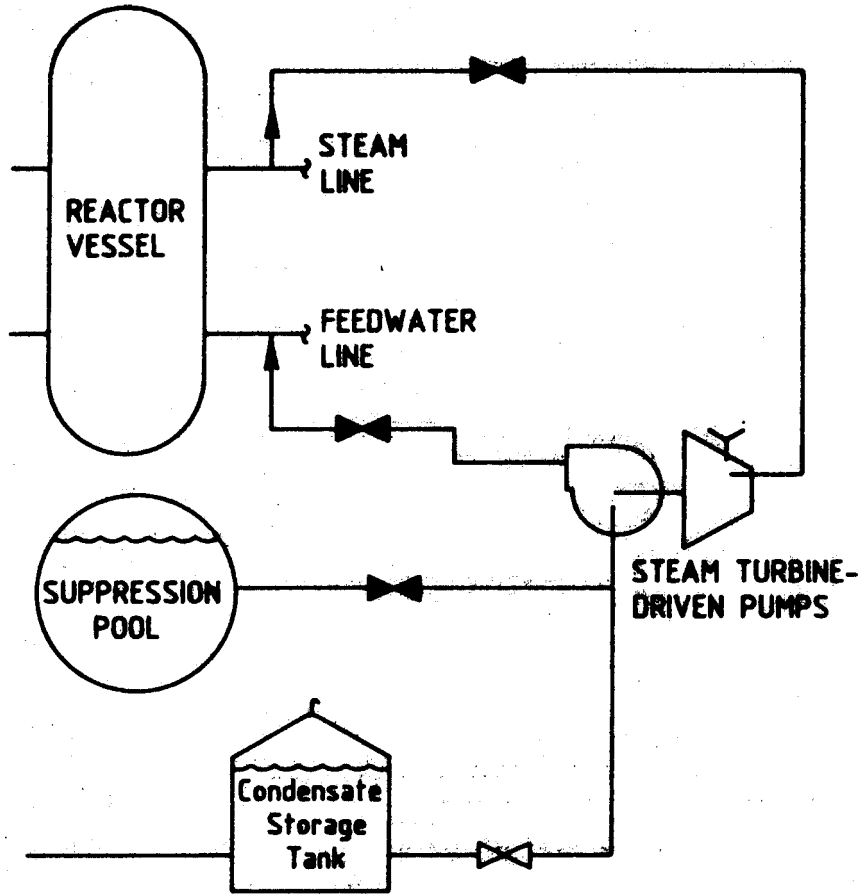 STEAM
LINE
REACTOR
VESSEL
FEEDWATER
LINE
STEAM TURBINE-
DRIVEN PUMPS
SUPPRESSION
POOL
Condensate
Storage
Tank